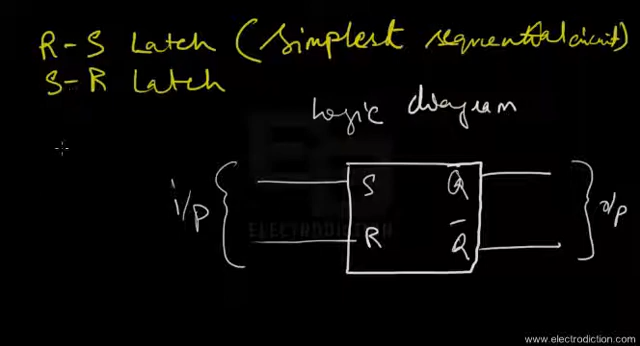 R-S Latch (Simplest sequential circuit)
S-R Latch
Logic diagram
i/p
S
Q
o/p
R
Q̅
ELECTRODICTION
www.electrodiction.com